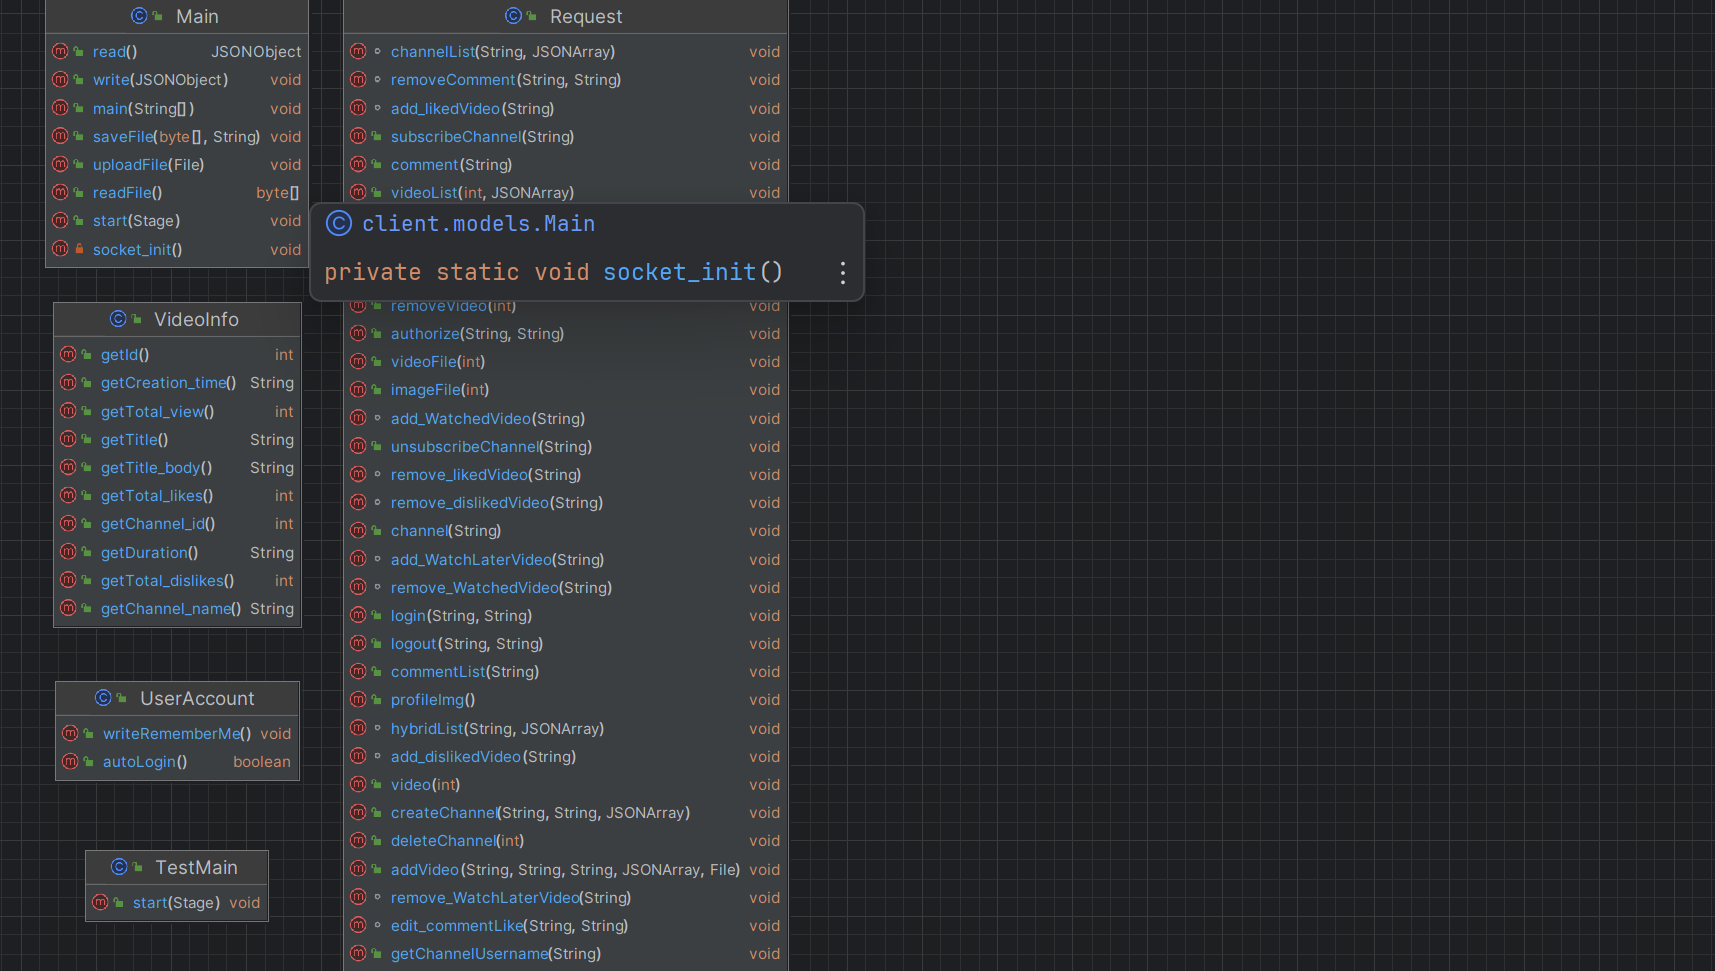 Main
read() JSONObject
write(JSONObject) void
main(String[]) void
saveFile(byte[], String) void
uploadFile(File) void
readFile() byte[]
start(Stage) void
socket_init() void
VideoInfo
getId() int
getCreation_time() String
getTotal_view() int
getTitle() String
getTitle_body() String
getTotal_likes() int
getChannel_id() int
getDuration() String
getTotal_dislikes() int
getChannel_name() String
UserAccount
writeRememberMe() void
autoLogin() boolean
TestMain
start(Stage) void
Request
channelList(String, JSONArray) void
removeComment(String, String) void
add_likedVideo(String) void
subscribeChannel(String) void
comment(String) void
videoList(int, JSONArray) void
client.models.Main
private static void socket_init()
removeVideo(int) void
authorize(String, String) void
videoFile(int) void
imageFile(int) void
add_WatchedVideo(String) void
unsubscribeChannel(String) void
remove_likedVideo(String) void
remove_dislikedVideo(String) void
channel(String) void
add_WatchLaterVideo(String) void
remove_WatchedVideo(String) void
login(String, String) void
logout(String, String) void
commentList(String) void
profileImg() void
hybridList(String, JSONArray) void
add_dislikedVideo(String) void
video(int) void
createChannel(String, String, JSONArray) void
deleteChannel(int) void
addVideo(String, String, String, JSONArray, File) void
remove_WatchLaterVideo(String) void
edit_commentLike(String, String) void
getChannelUsername(String) void